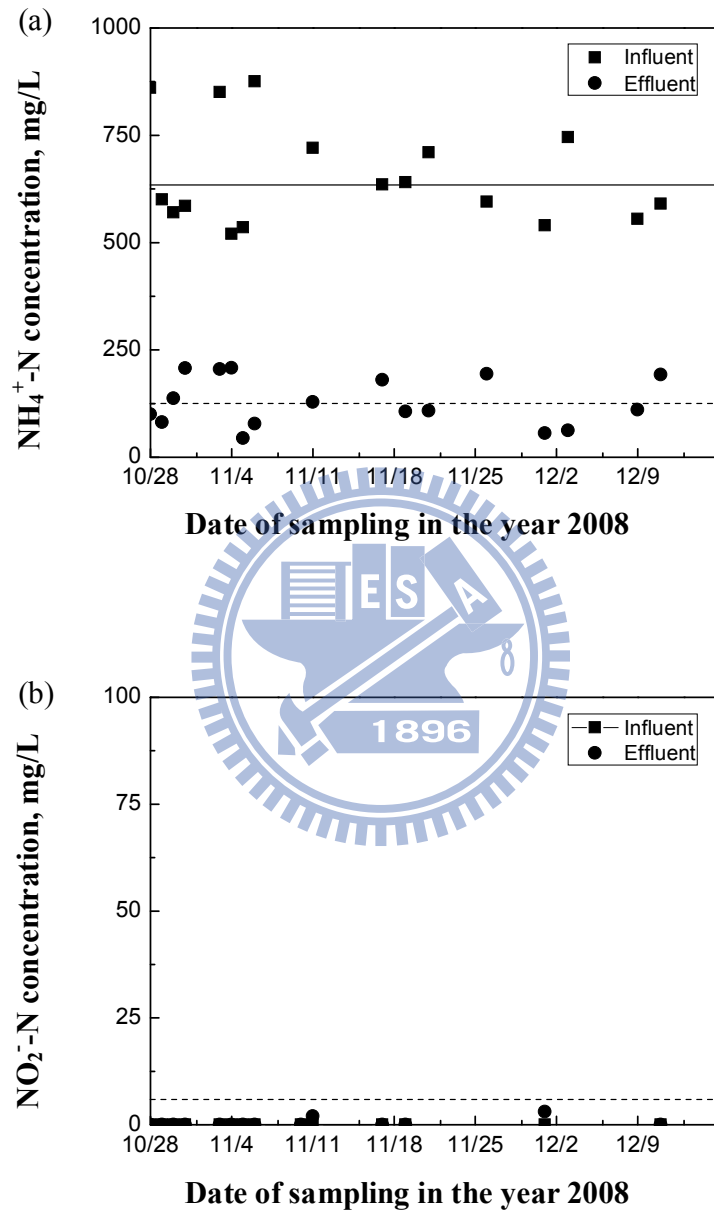 (a)
1000
750
500
250
0
NH₄⁺-N concentration, mg/L
Influent
Effluent
10/28 11/4 11/11 11/18 11/25 12/2 12/9
Date of sampling in the year 2008
E S A
1896
(b)
100
75
50
25
0
NO₂⁻-N concentration, mg/L
Influent
Effluent
10/28 11/4 11/11 11/18 11/25 12/2 12/9
Date of sampling in the year 2008